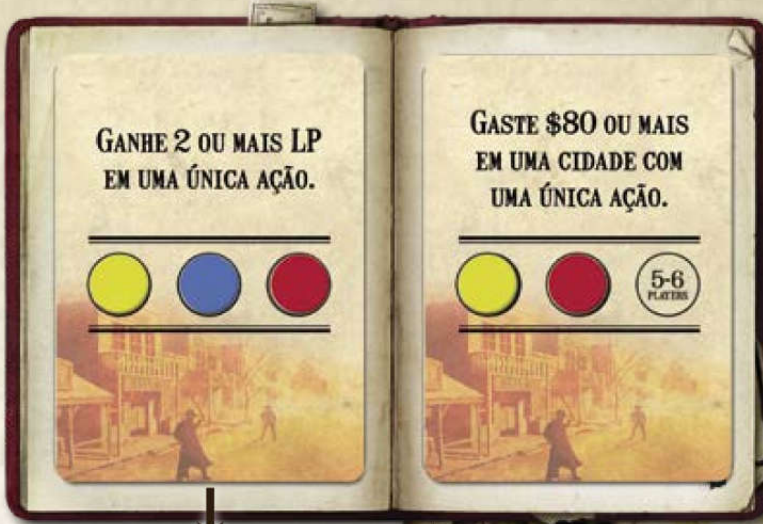 GANHE 2 OU MAIS LP
EM UMA ÚNICA AÇÃO.
GASTE $80 OU MAIS
EM UMA CIDADE COM
UMA ÚNICA AÇÃO.
5-6
PLAYERS